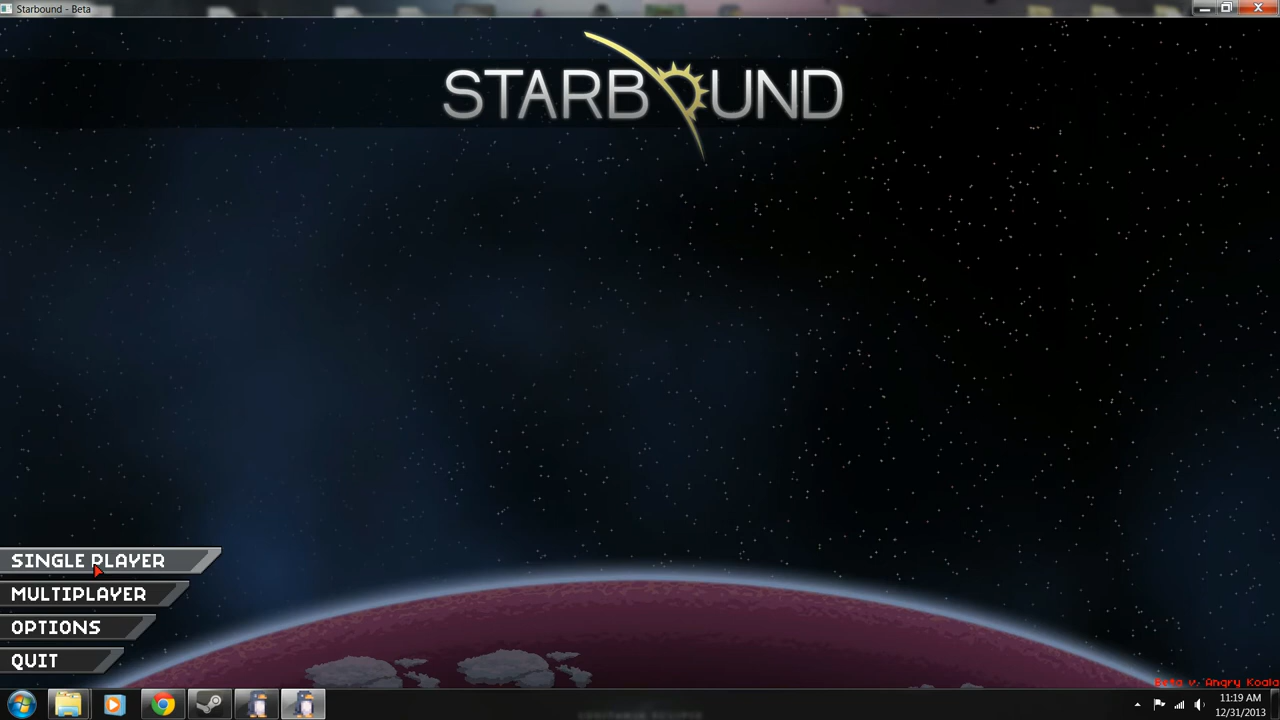 Starbound - Beta
STARBOUND
SINGLE PLAYER
MULTIPLAYER
OPTIONS
QUIT
Beta v. 'Angry Koala
11:19 AM
12/31/2013